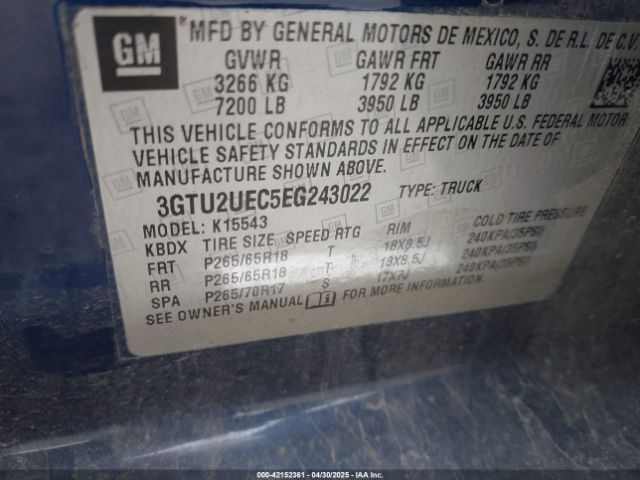 GM
MFD BY GENERAL MOTORS DE MEXICO, S. DE R.L. DE C.V
GVWR GAWR FRT GAWR RR
3266 KG 1792 KG 1792 KG
7200 LB 3950 LB 3950 LB
THIS VEHICLE CONFORMS TO ALL APPLICABLE U.S. FEDERAL MOTOR
VEHICLE SAFETY STANDARDS IN EFFECT ON THE DATE OF
MANUFACTURE SHOWN ABOVE.
3GTU2UEC5EG243022 TYPE: TRUCK
MODEL: K15543
KBDX TIRE SIZE SPEED RTG RIM COLD TIRE PRESSURE
FRT P265/65R18 T 18X8.5J 240KPA(35PSI)
RR P265/65R18 T 18X8.5J 240KPA(35PSI)
SPA P265/70R17 S 17X7J 240KPA(35PSI)
SEE OWNER'S MANUAL FOR ADDITIONAL INFORMATION
00-42152361 - 04/30/2025 - IAA Inc.